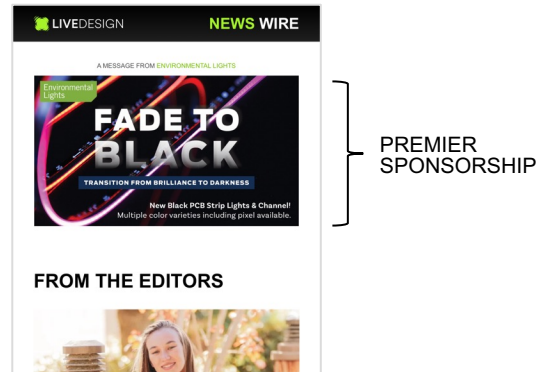 LIVEDESIGN
NEWS WIRE
A MESSAGE FROM ENVIRONMENTAL LIGHTS
Environmental
Lights
FADE TO
BLACK
TRANSITION FROM BRILLIANCE TO DARKNESS
New Black PCB Strip Lights & Channel!
Multiple color varieties including pixel available.
PREMIER
SPONSORSHIP
FROM THE EDITORS